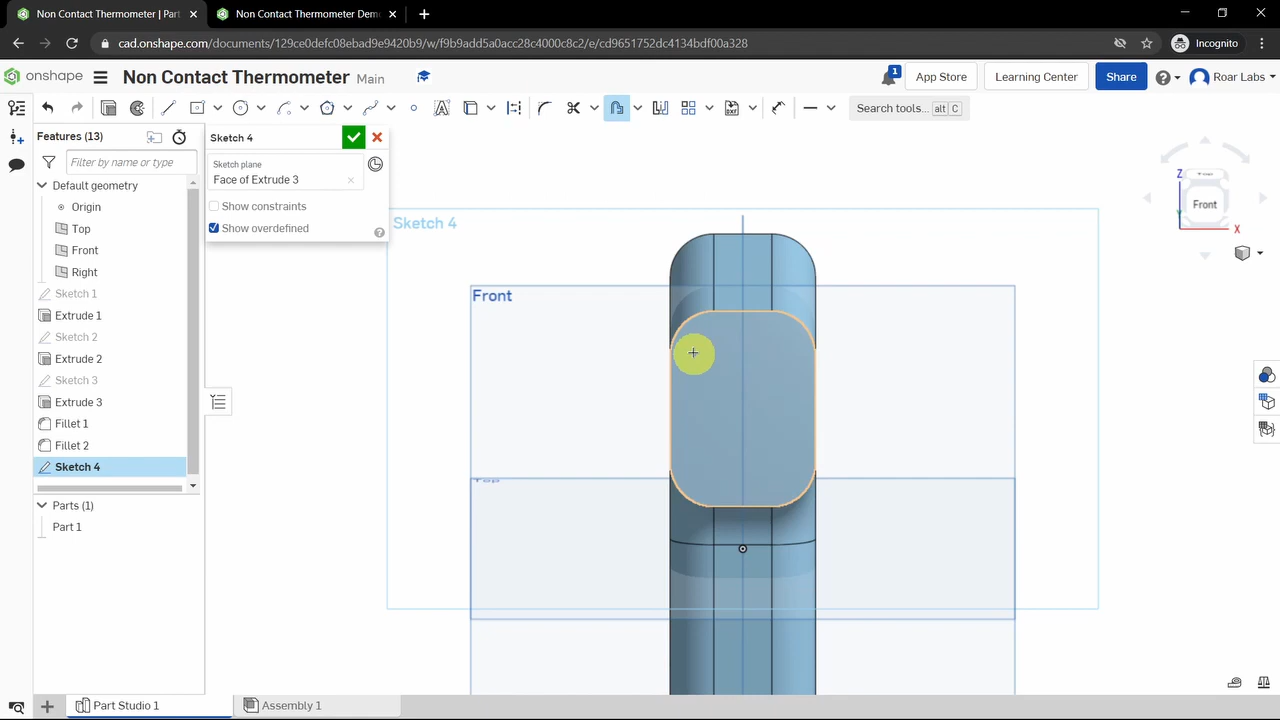 Non Contact Thermometer | Part
Non Contact Thermometer Demo
cad.onshape.com/documents/129ce0defc08ebad9e9420b9/w/f9b9add5a0acc28c4000c8c2/e/cd9651752dc4134bdf00a328
Incognito
onshape
Non Contact Thermometer Main
1
App Store
Learning Center
Share
Roar Labs
Search tools... alt C
Features (13)
Filter by name or type
Default geometry
Origin
Top
Front
Right
Sketch 1
Extrude 1
Sketch 2
Extrude 2
Sketch 3
Extrude 3
Fillet 1
Fillet 2
Sketch 4
Parts (1)
Part 1
Sketch 4
Sketch plane
Face of Extrude 3
Show constraints
Show overdefined
Sketch 4
Front
Top
Z
Front
X
Part Studio 1
Assembly 1